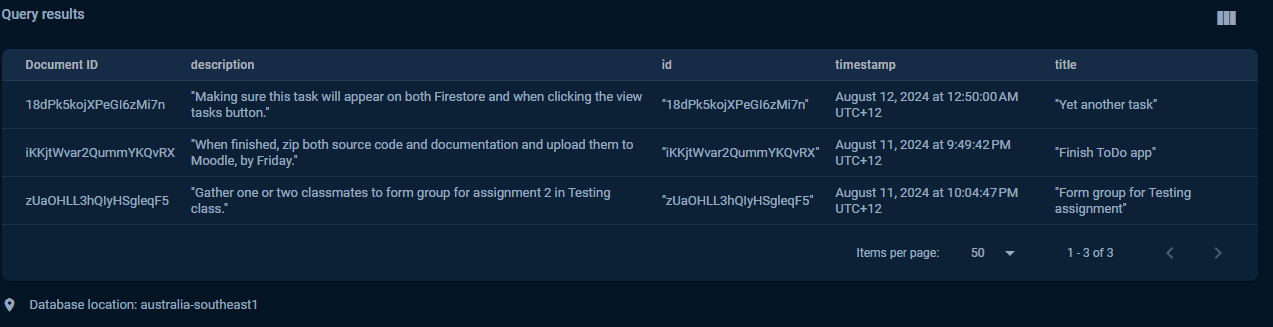 Query results
Document ID description id timestamp title
18dPk5kojXPeGI6zMi7n "Making sure this task will appear on both Firestore and when clicking the view tasks button." "18dPk5kojXPeGI6zMi7n" August 12, 2024 at 12:50:00 AM UTC+12 "Yet another task"
iKKjtWvar2QummYKQvRX "When finished, zip both source code and documentation and upload them to Moodle, by Friday." "iKKjtWvar2QummYKQvRX" August 11, 2024 at 9:49:42 PM UTC+12 "Finish ToDo app"
zUaOHLL3hQIyHSgleqF5 "Gather one or two classmates to form group for assignment 2 in Testing class." "zUaOHLL3hQIyHSgleqF5" August 11, 2024 at 10:04:47 PM UTC+12 "Form group for Testing assignment"
Items per page: 50 1 - 3 of 3
Database location: australia-southeast1